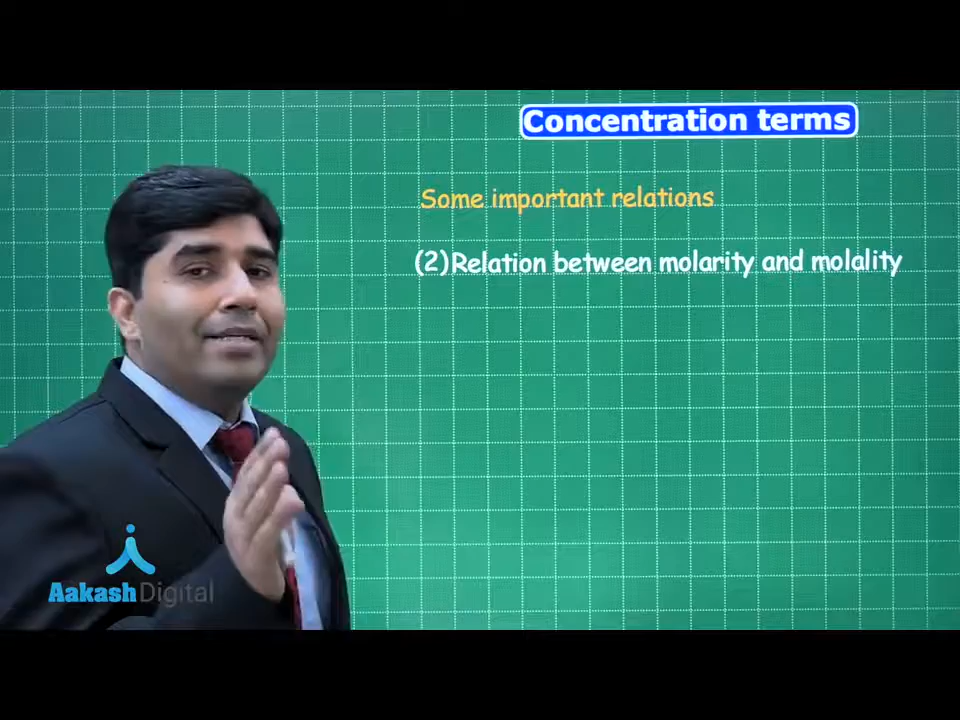 Concentration terms
Some important relations
(2)Relation between molarity and molality
Aakash Digital